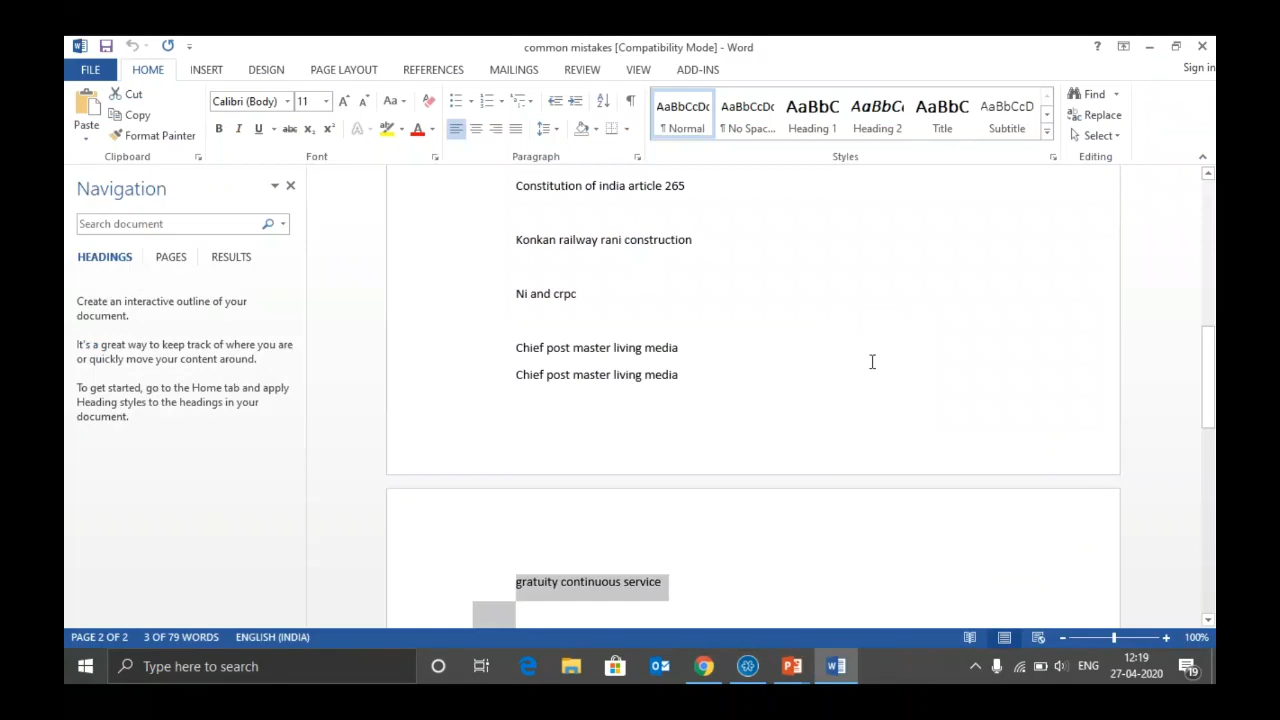 common mistakes [Compatibility Mode] - Word
?
FILE HOME INSERT DESIGN PAGE LAYOUT REFERENCES MAILINGS REVIEW VIEW ADD-INS Sign in
Paste
Cut
Copy
Format Painter
Clipboard
Calibri (Body) 11
Aa
B I U abc x₂ x² A A
Font
Paragraph
AaBbCcDc AaBbCcDc AaBbC AaBbCc AaBbC AaBbCcD
¶ Normal ¶ No Spac... Heading 1 Heading 2 Title Subtitle
Styles
Find
Replace
Select
Editing
Navigation
Search document
HEADINGS PAGES RESULTS
Create an interactive outline of your
document.
It's a great way to keep track of where you are
or quickly move your content around.
To get started, go to the Home tab and apply
Heading styles to the headings in your
document.
Constitution of india article 265
Konkan railway rani construction
Ni and crpc
Chief post master living media
Chief post master living media
gratuity continuous service
PAGE 2 OF 2 3 OF 79 WORDS ENGLISH (INDIA) 100%
Type here to search
ENG
12:19
27-04-2020
19